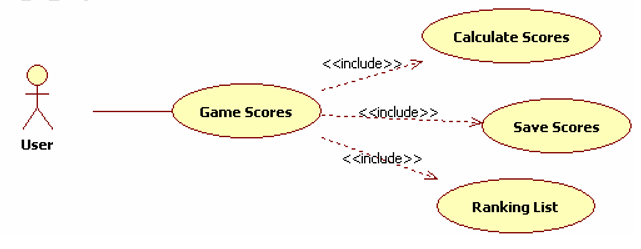 Calculate Scores
<<include>>
Game Scores
<<include>>
Save Scores
User
<<include>>
Ranking List